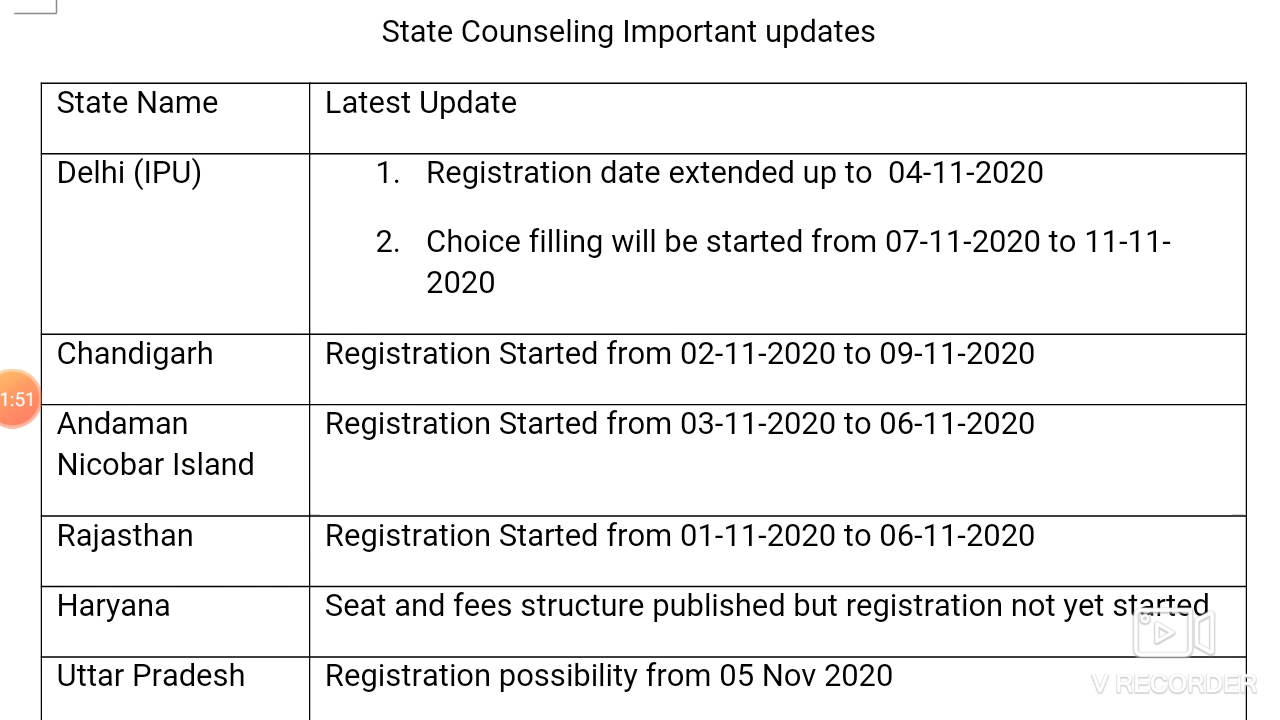 State Counseling Important updates
State Name
Latest Update
Delhi (IPU)
1. Registration date extended up to 04-11-2020
2. Choice filling will be started from 07-11-2020 to 11-11-
2020
Chandigarh
Registration Started from 02-11-2020 to 09-11-2020
1:51
Andaman
Nicobar Island
Registration Started from 03-11-2020 to 06-11-2020
Rajasthan
Registration Started from 01-11-2020 to 06-11-2020
Haryana
Seat and fees structure published but registration not yet started
Uttar Pradesh
Registration possibility from 05 Nov 2020
V RECORDER